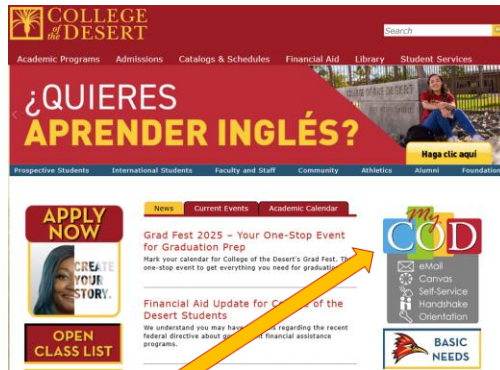 COLLEGE
of the DESERT
Search
Academic Programs Admissions Catalogs & Schedules Financial Aid Library Student Services
¿QUIERES
APRENDER INGLÉS?
COLLEGE OF THE DESERT
Haga clic aquí
Prospective Students International Students Faculty and Staff Community Athletics Alumni Foundation
News Current Events Academic Calendar
APPLY
NOW
CREATE
YOUR
STORY.
OPEN
CLASS LIST
Grad Fest 2025 – Your One-Stop Event
for Graduation Prep
Mark your calendar for College of the Desert's Grad Fest.
one-stop event to get everything you need for
Financial Aid Update for of the
Desert Students
We understand you may have regarding the recent
federal directive about financial assistance
programs.
My
COD
eMail
Canvas
Self-Service
Handshake
Orientation
BASIC
NEEDS